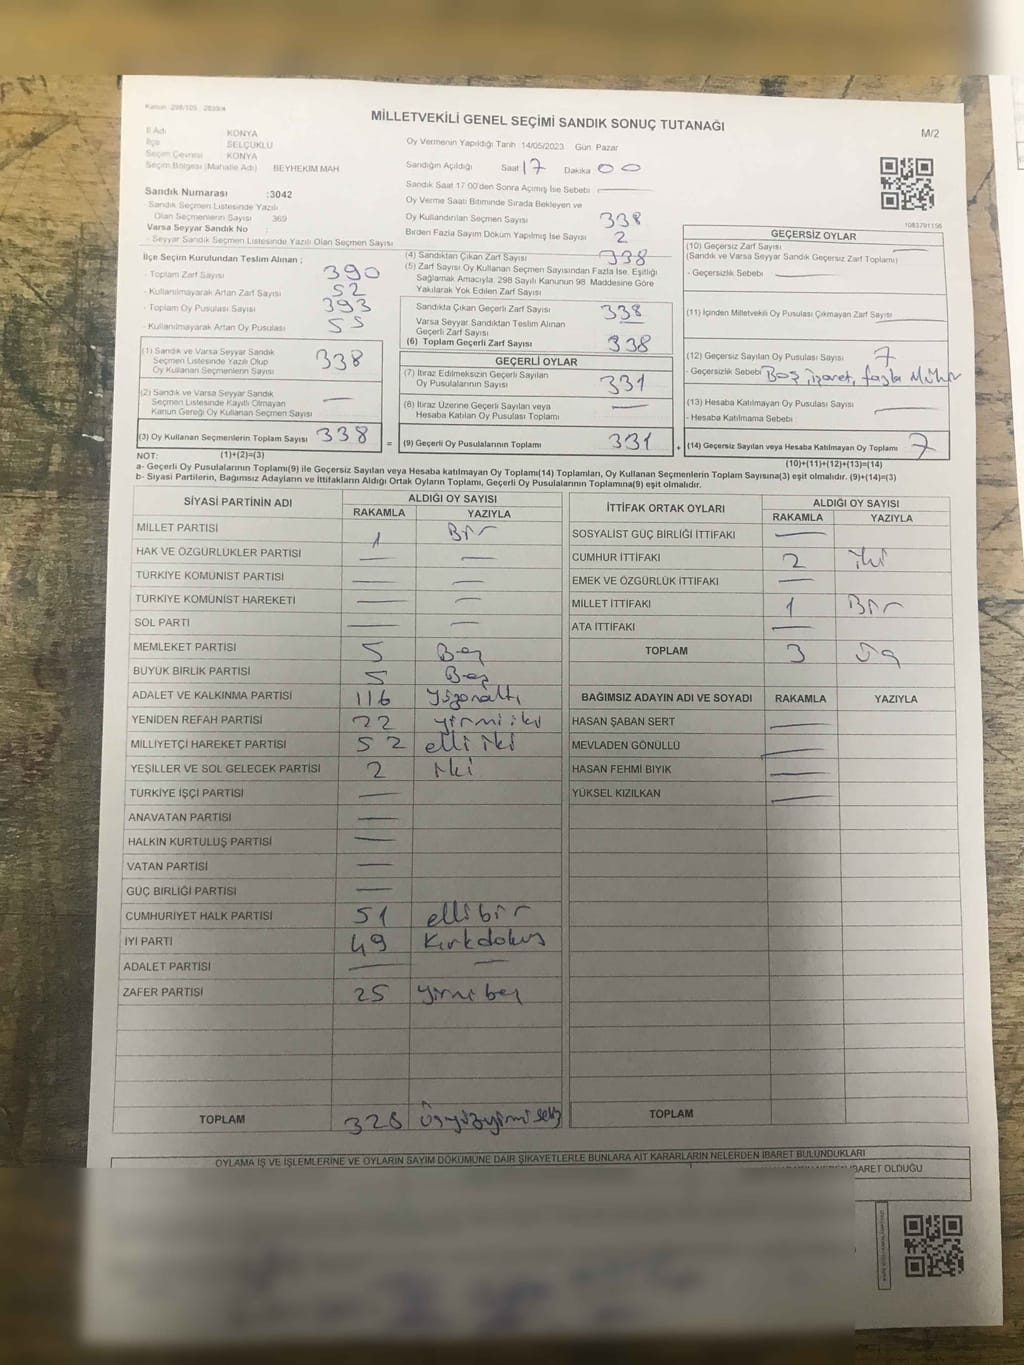 Kanun :298/105 : 2839/4
MİLLETVEKİLİ GENEL SEÇİMİ SANDIK SONUÇ TUTANAĞI
M/2
İl Adı KONYA
İlçe SELÇUKLU
Seçim Çevresi KONYA
Seçim Bölgesi (Mahalle Adı) BEYHEKİM MAH
Sandık Numarası :3042
- Sandık Seçmen Listesinde Yazılı
Olan Seçmenlerin Sayısı 369
Varsa Seyyar Sandık No :
- Seyyar Sandık Seçmen Listesinde Yazılı Olan Seçmen Sayısı
Oy Vermenin Yapıldığı Tarih 14/05/2023 Gün Pazar
Sandığın Açıldığı Saat 17 Dakika 00
Sandık Saat 17:00'den Sonra Açımış İse Sebebi —
Oy Verme Saati Bitiminde Sırada Bekleyen ve
Oy Kullandırılan Seçmen Sayısı 338
Birden Fazla Sayım Döküm Yapılmış İse Sayısı 2
1083791156
İlçe Seçim Kurulundan Teslim Alınan ;
- Toplam Zarf Sayısı 390
- Kullanılmayarak Artan Zarf Sayısı 52
- Toplam Oy Pusulası Sayısı 393
- Kullanılmayarak Artan Oy Pusulası 55
(1) Sandık ve Varsa Seyyar Sandık
Seçmen Listesinde Yazılı Olup
Oy Kullanan Seçmen Sayısı 338
(2) Sandık ve Varsa Seyyar Sandık
Seçmen Listesinde Kayıtlı Olmayan
Kanun Gereği Oy Kullanan Seçmen Sayısı —
(3) Oy Kullanan Seçmenlerin Toplam Sayısı 338 =
(4) Sandıktan Çıkan Zarf Sayısı 338
(5) Zarf Sayısı Oy Kullanan Seçmen Sayısından Fazla İse, Eşitliği
Sağlamak Amacıyla, 298 Sayılı Kanunun 98. Maddesine Göre
Yakılarak Yok Edilen Zarf Sayısı
Sandıkta Çıkan Geçerli Zarf Sayısı 338
Varsa Seyyar Sandıktan Teslim Alınan
Geçerli Zarf Sayısı —
(6) Toplam Geçerli Zarf Sayısı 338
GEÇERLİ OYLAR
(7) İtiraz Edilmeksizin Geçerli Sayılan
Oy Pusulalarının Sayısı 331
(8) İtiraz Üzerine Geçerli Sayılan veya
Hesaba Katılan Oy Pusulası Toplamı —
(9) Geçerli Oy Pusulalarının Toplamı 331 +
GEÇERSİZ OYLAR
(10) Geçersiz Zarf Sayısı —
(Sandık ve Varsa Seyyar Sandık Geçersiz Zarf Toplamı)
- Geçersizlik Sebebi —
(11) İçinden Milletvekili Oy Pusulası Çıkmayan Zarf Sayısı —
(12) Geçersiz Sayılan Oy Pusulası Sayısı 7
- Geçersizlik Sebebi Boş, işaret, fazla Mühür
(13) Hesaba Katılmayan Oy Pusulası Sayısı —
- Hesaba Katılmama Sebebi
(14) Geçersiz Sayılan veya Hesaba Katılmayan Oy Toplamı 7
NOT: (1)+(2)=(3) (10)+(11)+(12)+(13)=(14)
a- Geçerli Oy Pusulalarının Toplamı(9) ile Geçersiz Sayılan veya Hesaba katılmayan Oy Toplamı(14) Toplamları, Oy Kullanan Seçmenlerin Toplam Sayısına(3) eşit olmalıdır. (9)+(14)=(3)
b- Siyasi Partilerin, Bağımsız Adayların ve İttifakların Aldığı Ortak Oyların Toplamı, Geçerli Oy Pusulalarının Toplamına(9) eşit olmalıdır.
SİYASİ PARTİNİN ADI ALDIĞI OY SAYISI
RAKAMLA YAZIYLA
MİLLET PARTİSİ 1 Bir
HAK VE ÖZGÜRLÜKLER PARTİSİ — —
TÜRKİYE KOMÜNİST PARTİSİ — —
TÜRKİYE KOMÜNİST HAREKETİ — —
SOL PARTİ — —
MEMLEKET PARTİSİ 5 Beş
BÜYÜK BİRLİK PARTİSİ 5 Beş
ADALET VE KALKINMA PARTİSİ 116 Yüzonaltı
YENİDEN REFAH PARTİSİ 22 yirmi iki
MİLLİYETÇİ HAREKET PARTİSİ 52 elli iki
YEŞİLLER VE SOL GELECEK PARTİSİ 2 iki
TÜRKİYE İŞÇİ PARTİSİ —
ANAVATAN PARTİSİ —
HALKIN KURTULUŞ PARTİSİ —
VATAN PARTİSİ —
GÜÇ BİRLİĞİ PARTİSİ —
CUMHURİYET HALK PARTİSİ 51 ellibir
İYİ PARTİ 49 Kırkdokuz
ADALET PARTİSİ — —
ZAFER PARTİSİ 25 yirmibeş
TOPLAM 328 Üçyüzyirmi sekiz
İTTİFAK ORTAK OYLARI ALDIĞI OY SAYISI
RAKAMLA YAZIYLA
SOSYALİST GÜÇ BİRLİĞİ İTTİFAKI —
CUMHUR İTTİFAKI 2 iki
EMEK VE ÖZGÜRLÜK İTTİFAKI —
MİLLET İTTİFAKI 1 Bir
ATA İTTİFAKI —
TOPLAM 3 Üç
BAĞIMSIZ ADAYIN ADI VE SOYADI RAKAMLA YAZIYLA
HASAN ŞABAN SERT —
MEVLADEN GÖNÜLLÜ —
HASAN FEHMİ BIYIK —
YÜKSEL KIZILKAN —
TOPLAM
OYLAMA İŞ VE İŞLEMLERİNE VE OYLARIN SAYIM DÖKÜMÜNE DAİR ŞİKAYETLERLE BUNLARA AİT KARARLARIN NELERDEN İBARET BULUNDUKLARI
İBARET OLDUĞU